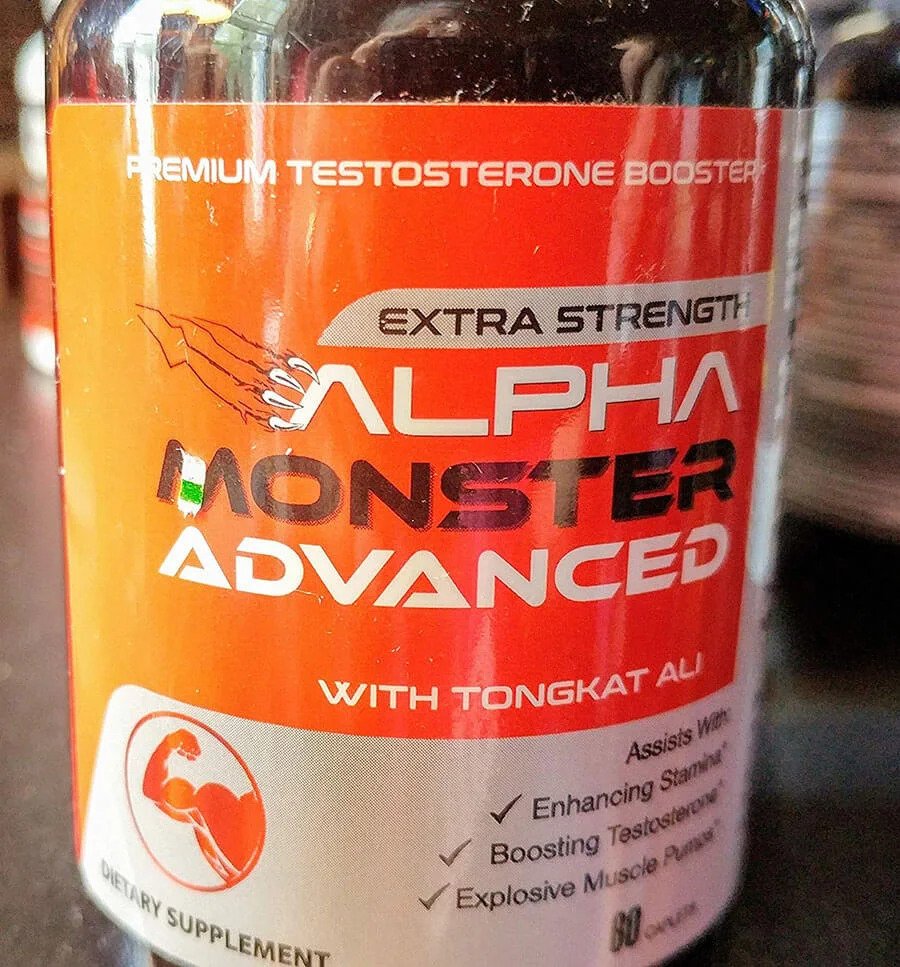 PREMIUM TESTOSTERONE BOOSTER*
EXTRA STRENGTH
ALPHA
MONSTER
ADVANCED
WITH TONGKAT ALI
Assists With:
✓ Enhancing Stamina*
✓ Boosting Testosterone*
✓ Explosive Muscle Pumps*
DIETARY SUPPLEMENT
CAPLETS